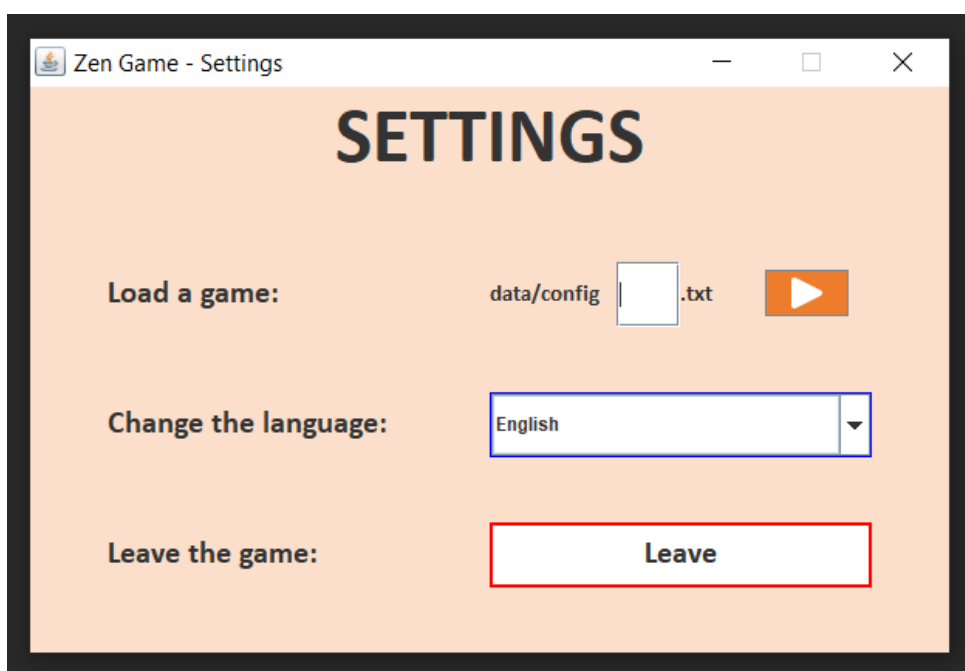 Zen Game - Settings
SETTINGS
Load a game: data/config .txt
Change the language: English
Leave the game: Leave